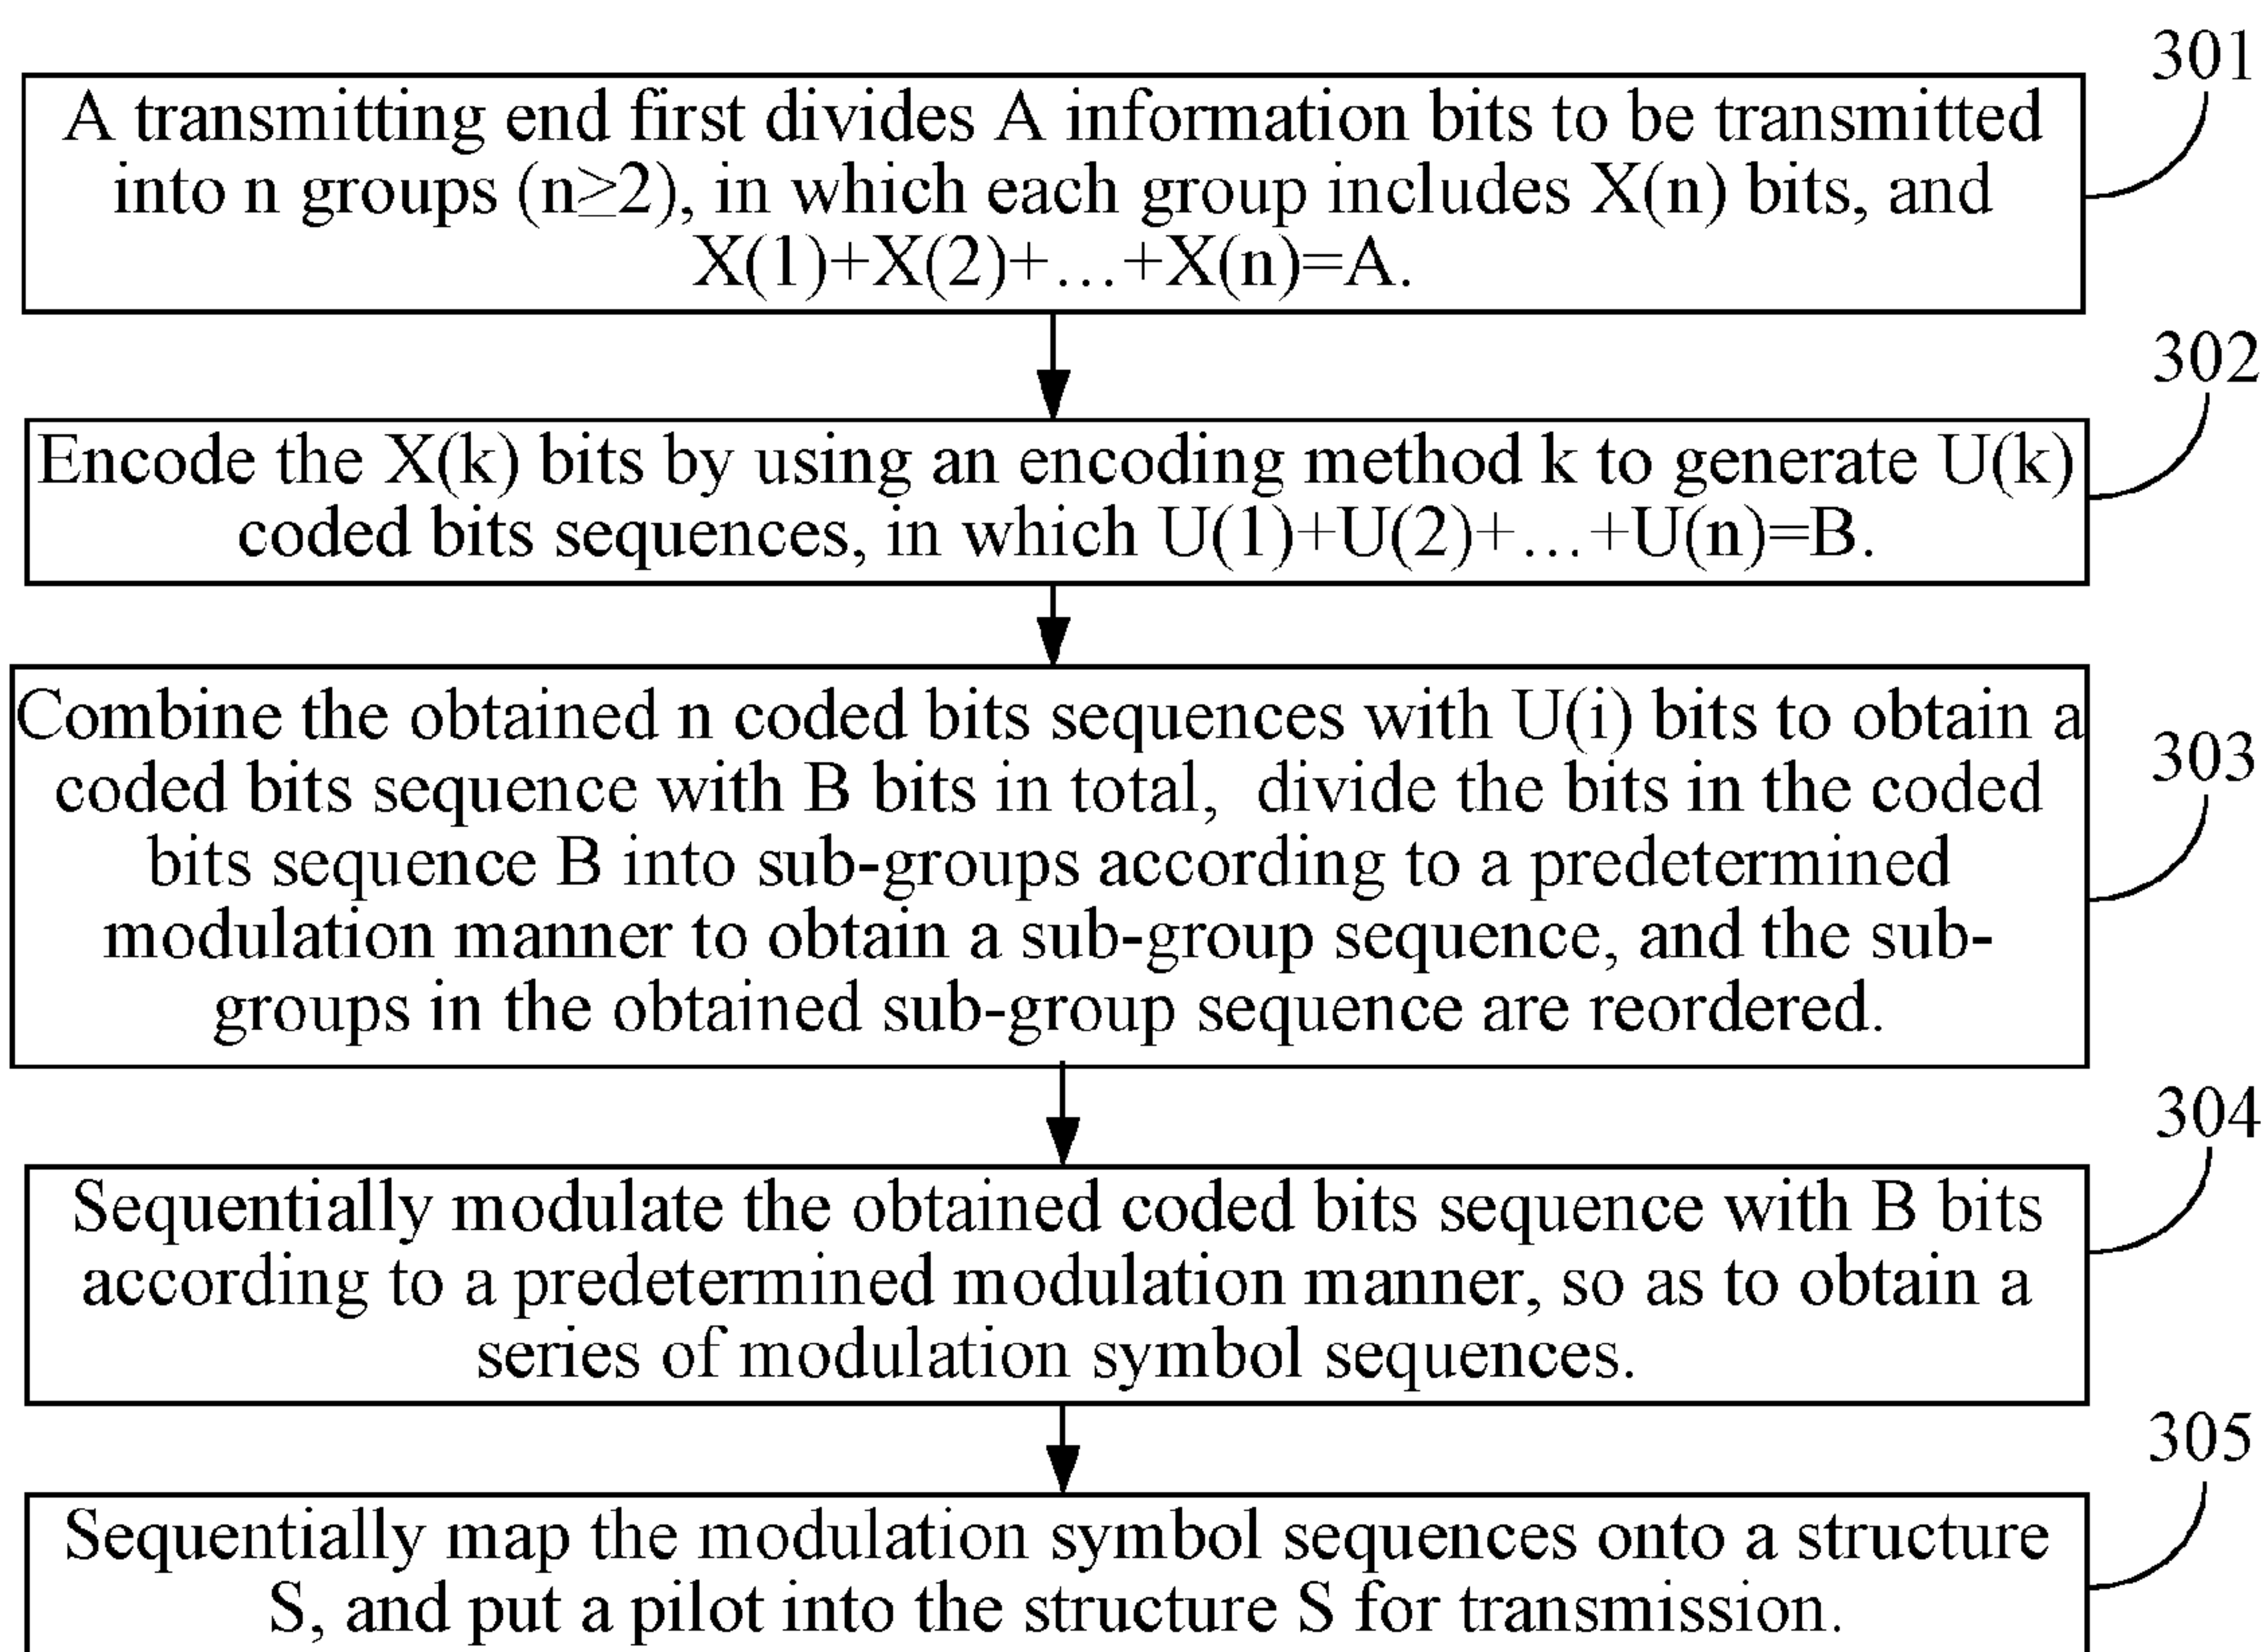 301
A transmitting end first divides A information bits to be transmitted
into n groups (n≥2), in which each group includes X(n) bits, and
X(1)+X(2)+…+X(n)=A.
302
Encode the X(k) bits by using an encoding method k to generate U(k)
coded bits sequences, in which U(1)+U(2)+…+U(n)=B.
Combine the obtained n coded bits sequences with U(i) bits to obtain a
303
coded bits sequence with B bits in total, divide the bits in the coded
bits sequence B into sub-groups according to a predetermined
modulation manner to obtain a sub-group sequence, and the sub-
groups in the obtained sub-group sequence are reordered.
304
Sequentially modulate the obtained coded bits sequence with B bits
according to a predetermined modulation manner, so as to obtain a
series of modulation symbol sequences.
305
Sequentially map the modulation symbol sequences onto a structure
S, and put a pilot into the structure S for transmission.